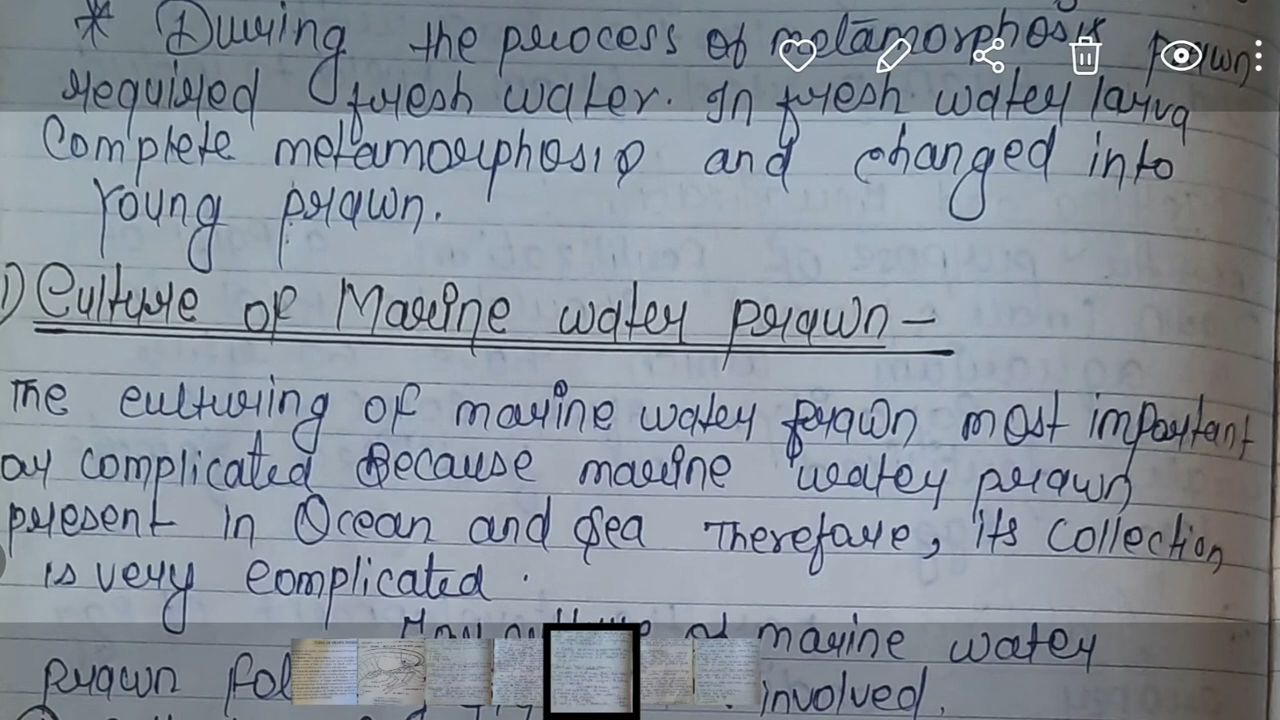 * During the process of metamorphosis prawn
required fresh water. In fresh water larva
Complete metamorphosis and changed into
Young prawn.
1) Culture of Marine water prawn-
The culturing of marine water prawn most important
or complicated Because marine water prawn
present in Ocean and Sea Therefore, its collection
is very complicated.
of marine water
prawn involved.